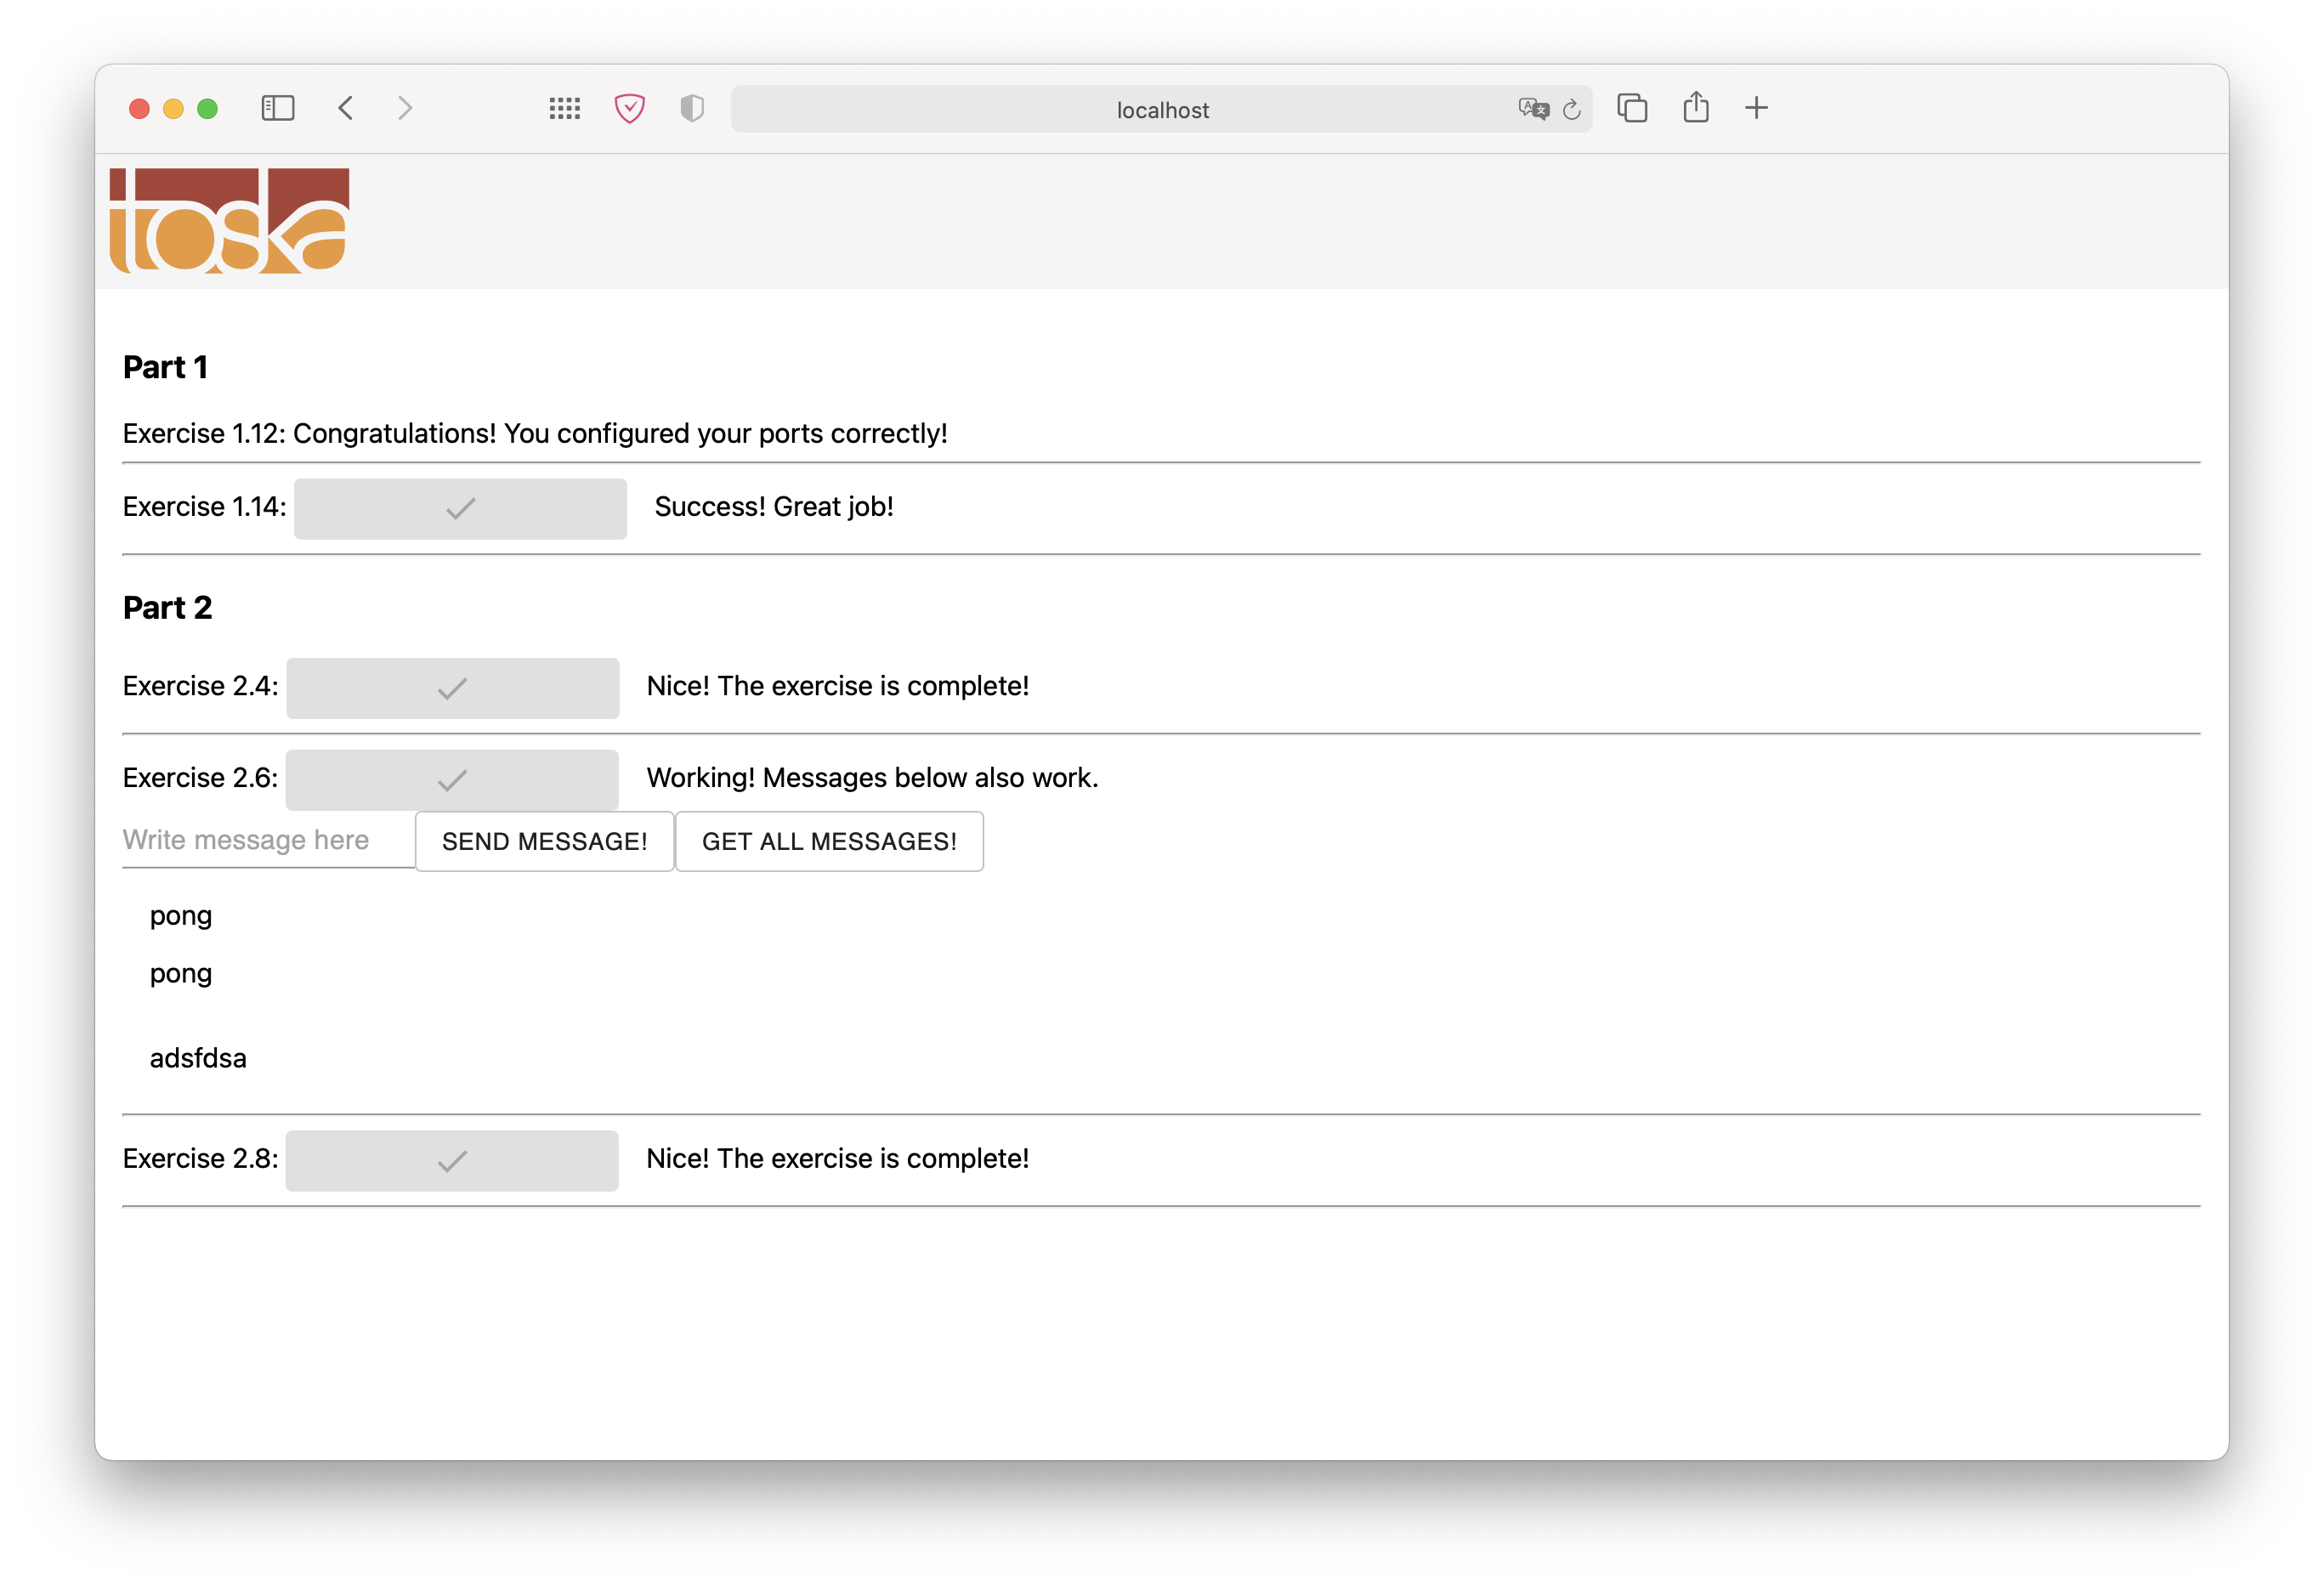 localhost
toska
Part 1
Exercise 1.12: Congratulations! You configured your ports correctly!
Exercise 1.14: Success! Great job!
Part 2
Exercise 2.4: Nice! The exercise is complete!
Exercise 2.6: Working! Messages below also work.
Write message here SEND MESSAGE! GET ALL MESSAGES!
pong
pong
adsfdsa
Exercise 2.8: Nice! The exercise is complete!